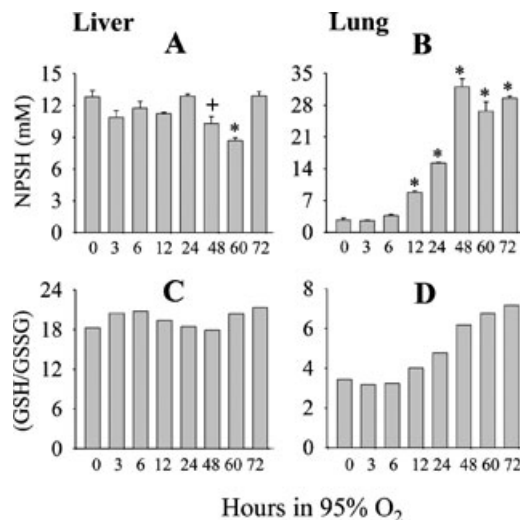 Liver
Lung
A
B
NPSH (mM)
15
12
9
6
3
0
+
*
0 3 6 12 24 48 60 72
35
28
21
14
7
0
* * * * *
0 3 6 12 24 48 60 72
C
D
(GSH/GSSG)
24
18
12
6
0
0 3 6 12 24 48 60 72
8
6
4
2
0
0 3 6 12 24 48 60 72
Hours in 95% O₂